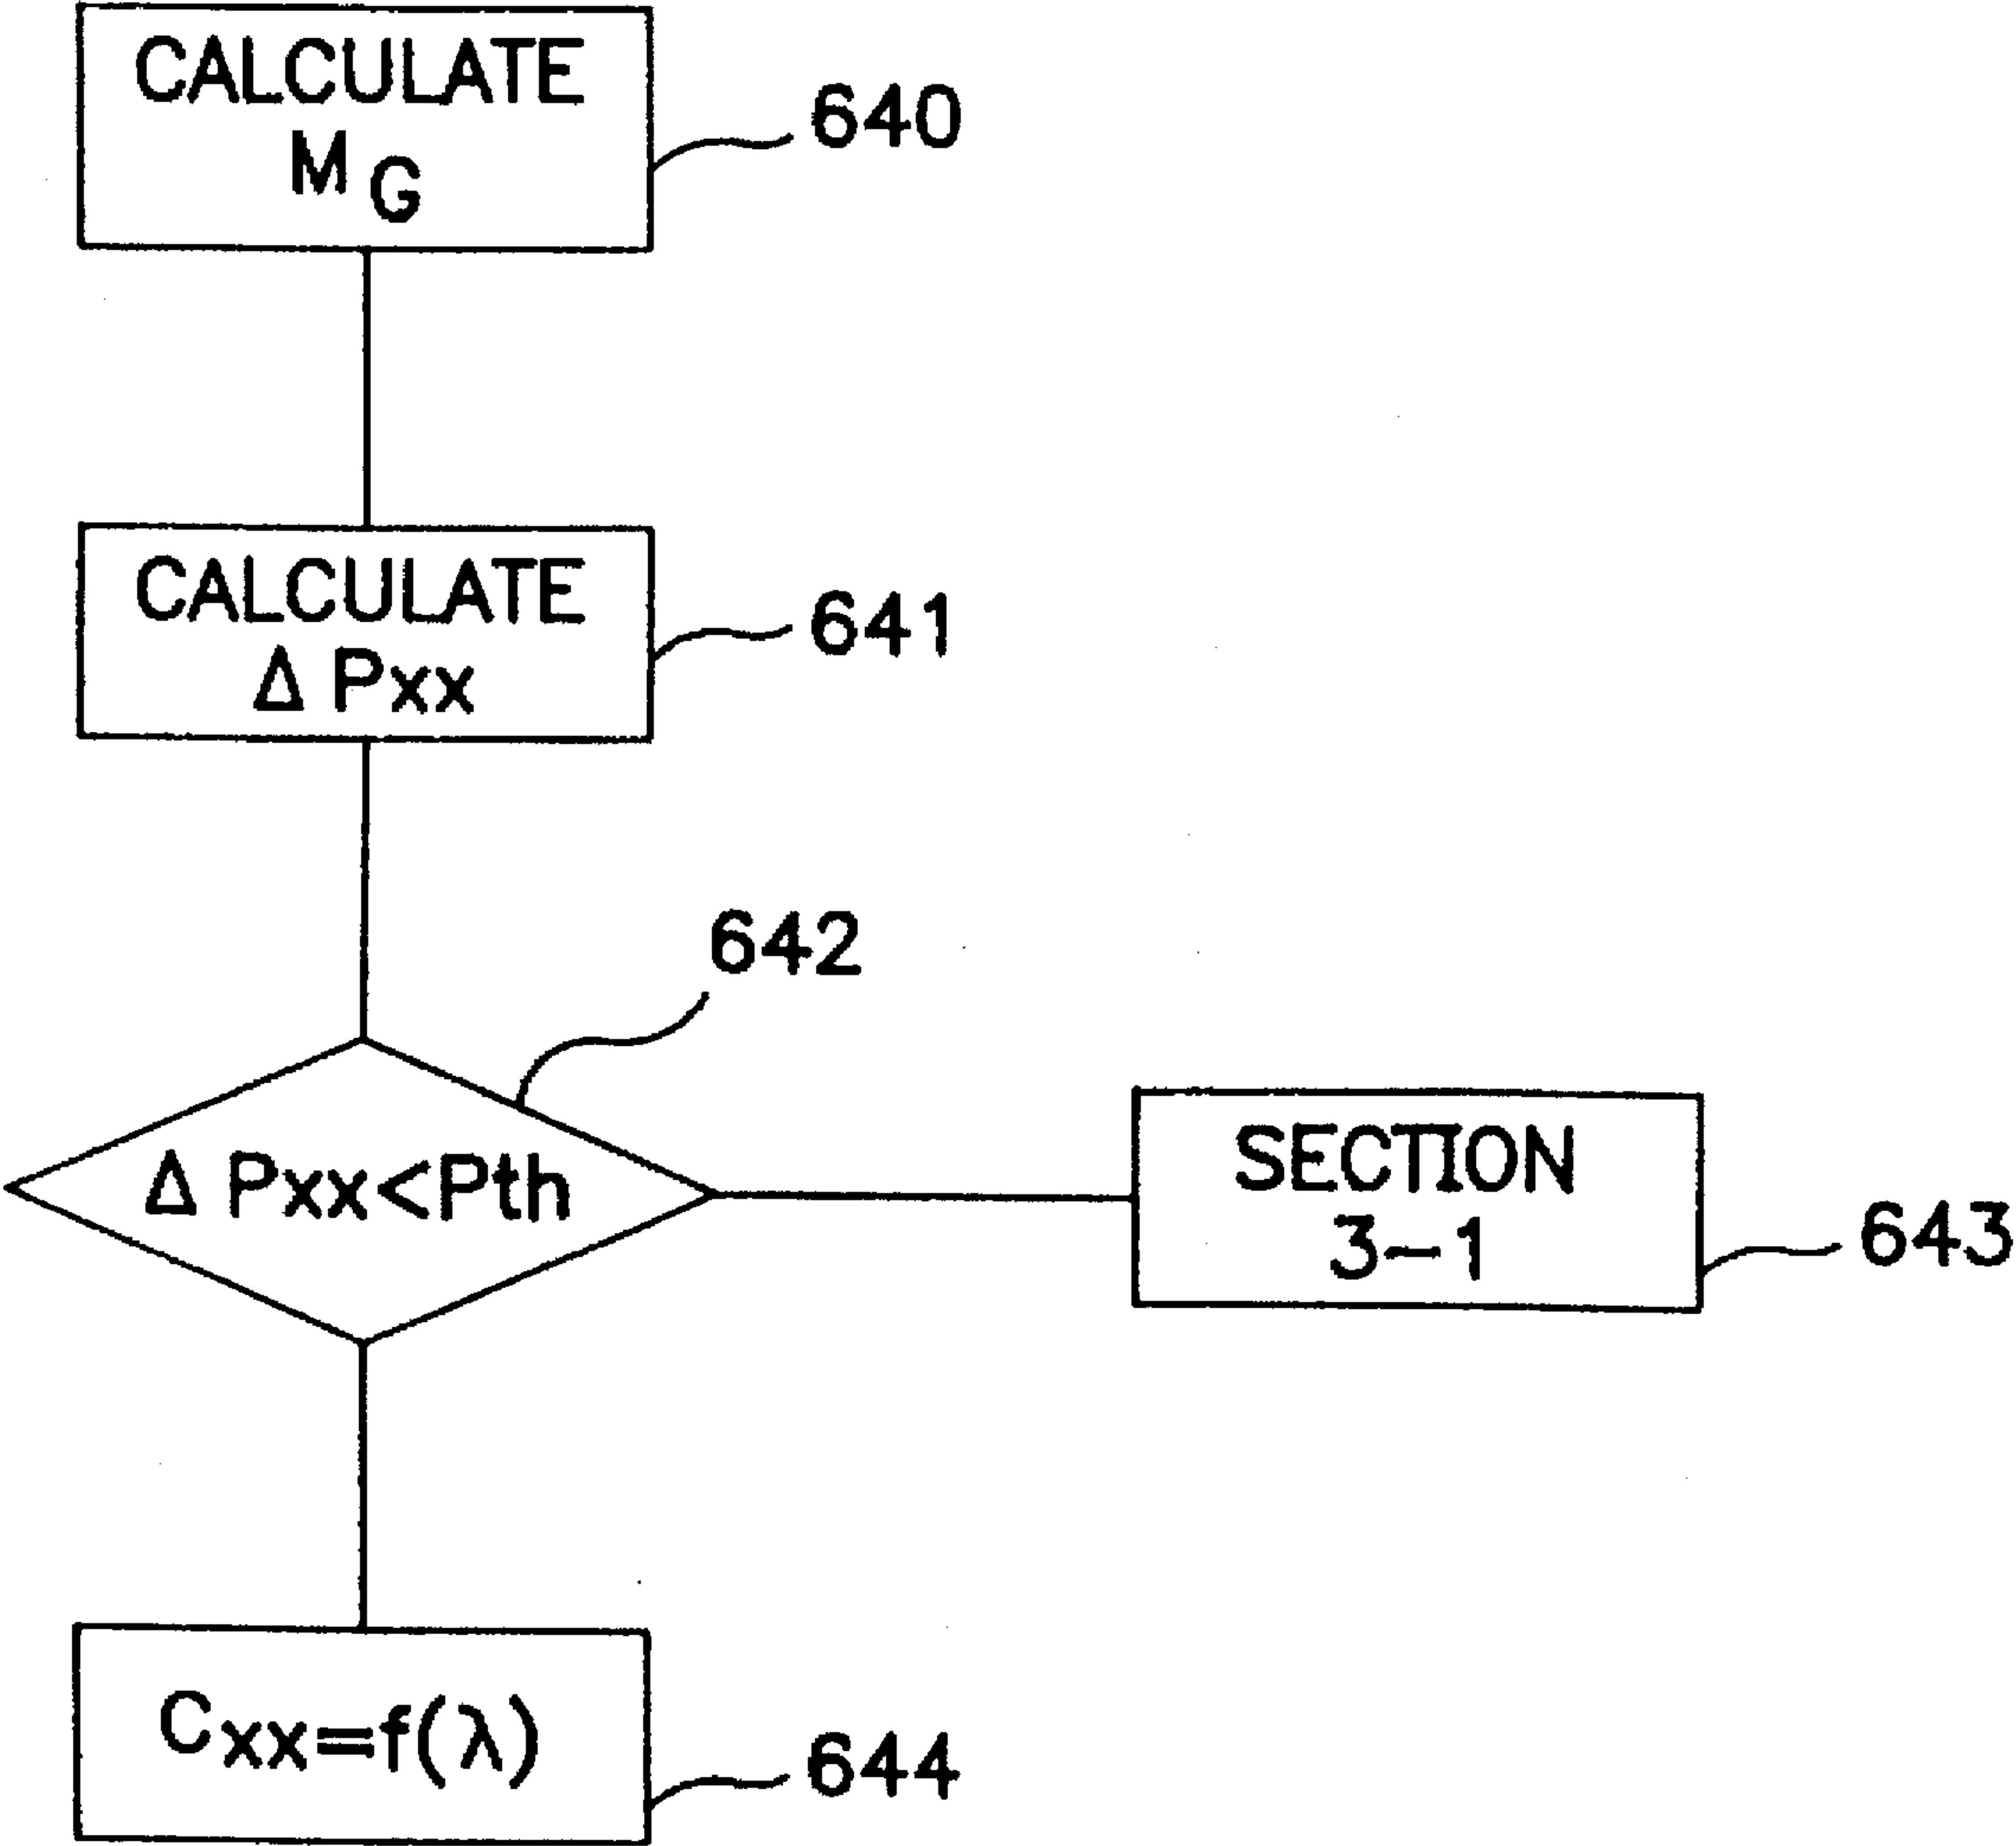 CALCULATE
M G
640
CALCULATE
Δ Pxx
641
642
Δ Pxx<Pth
SECTION
3-1
643
Cxx=f(λ)
644